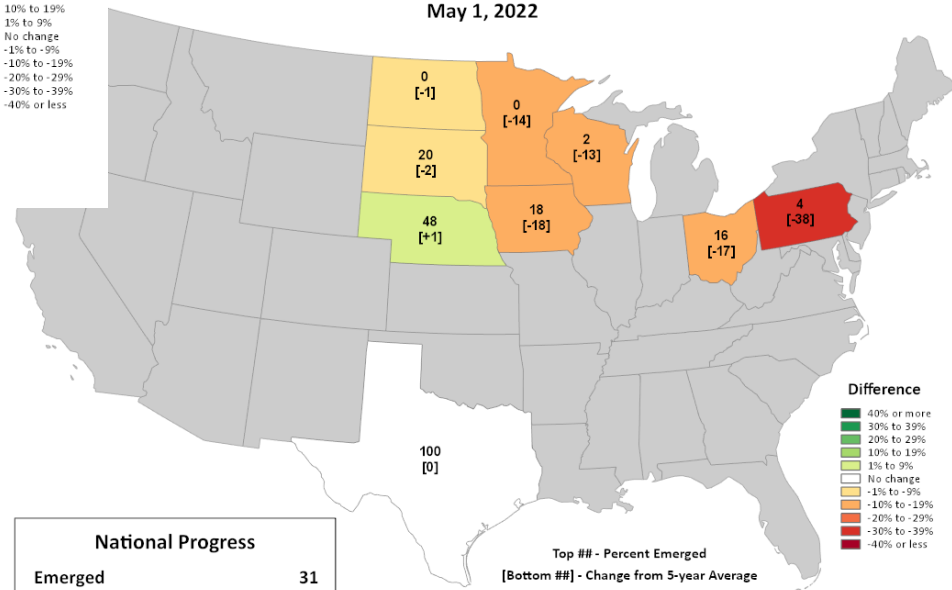 May 1, 2022
10% to 19%
1% to 9%
No change
-1% to -9%
-10% to -19%
-20% to -29%
-30% to -39%
-40% or less
0
[-1]
0
[-14]
2
[-13]
20
[-2]
48
[+1]
18
[-18]
16
[-17]
4
[-38]
100
[0]
Difference
40% or more
30% to 39%
20% to 29%
10% to 19%
1% to 9%
No change
-1% to -9%
-10% to -19%
-20% to -29%
-30% to -39%
-40% or less
National Progress
Emerged 31
Top ## - Percent Emerged
[Bottom ##] - Change from 5-year Average